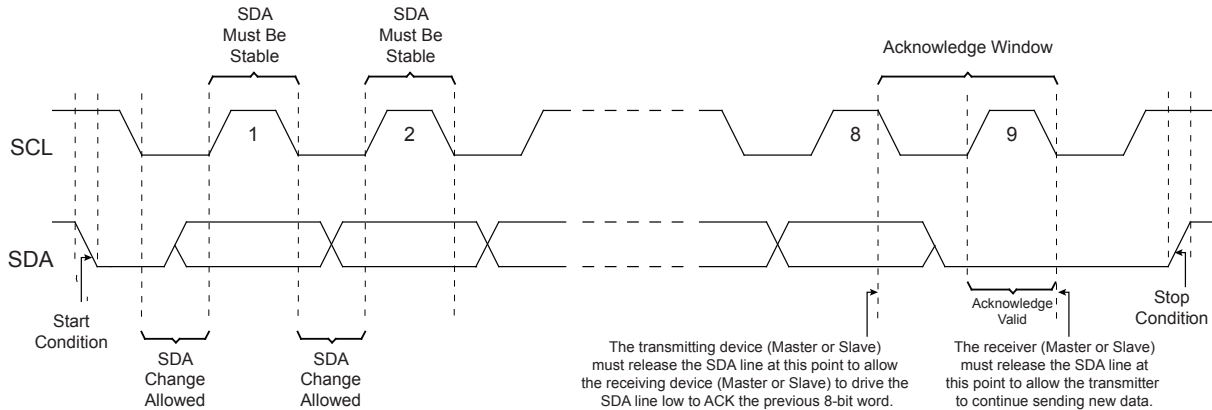 SDA
Must Be
Stable
SDA
Must Be
Stable
Acknowledge Window
SCL
1
2
8
9
SDA
Start
Condition
Acknowledge
Valid
Stop
Condition
SDA
Change
Allowed
SDA
Change
Allowed
The transmitting device (Master or Slave)
must release the SDA line at this point to allow
the receiving device (Master or Slave) to drive the
SDA line low to ACK the previous 8-bit word.
The receiver (Master or Slave)
must release the SDA line at
this point to allow the transmitter
to continue sending new data.